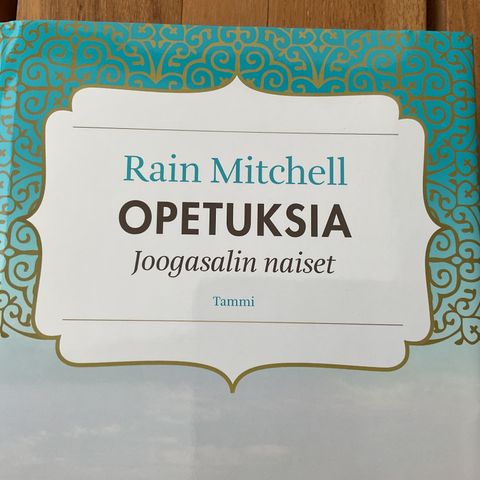 Rain Mitchell
OPETUKSIA
Joogasalin naiset
Tammi